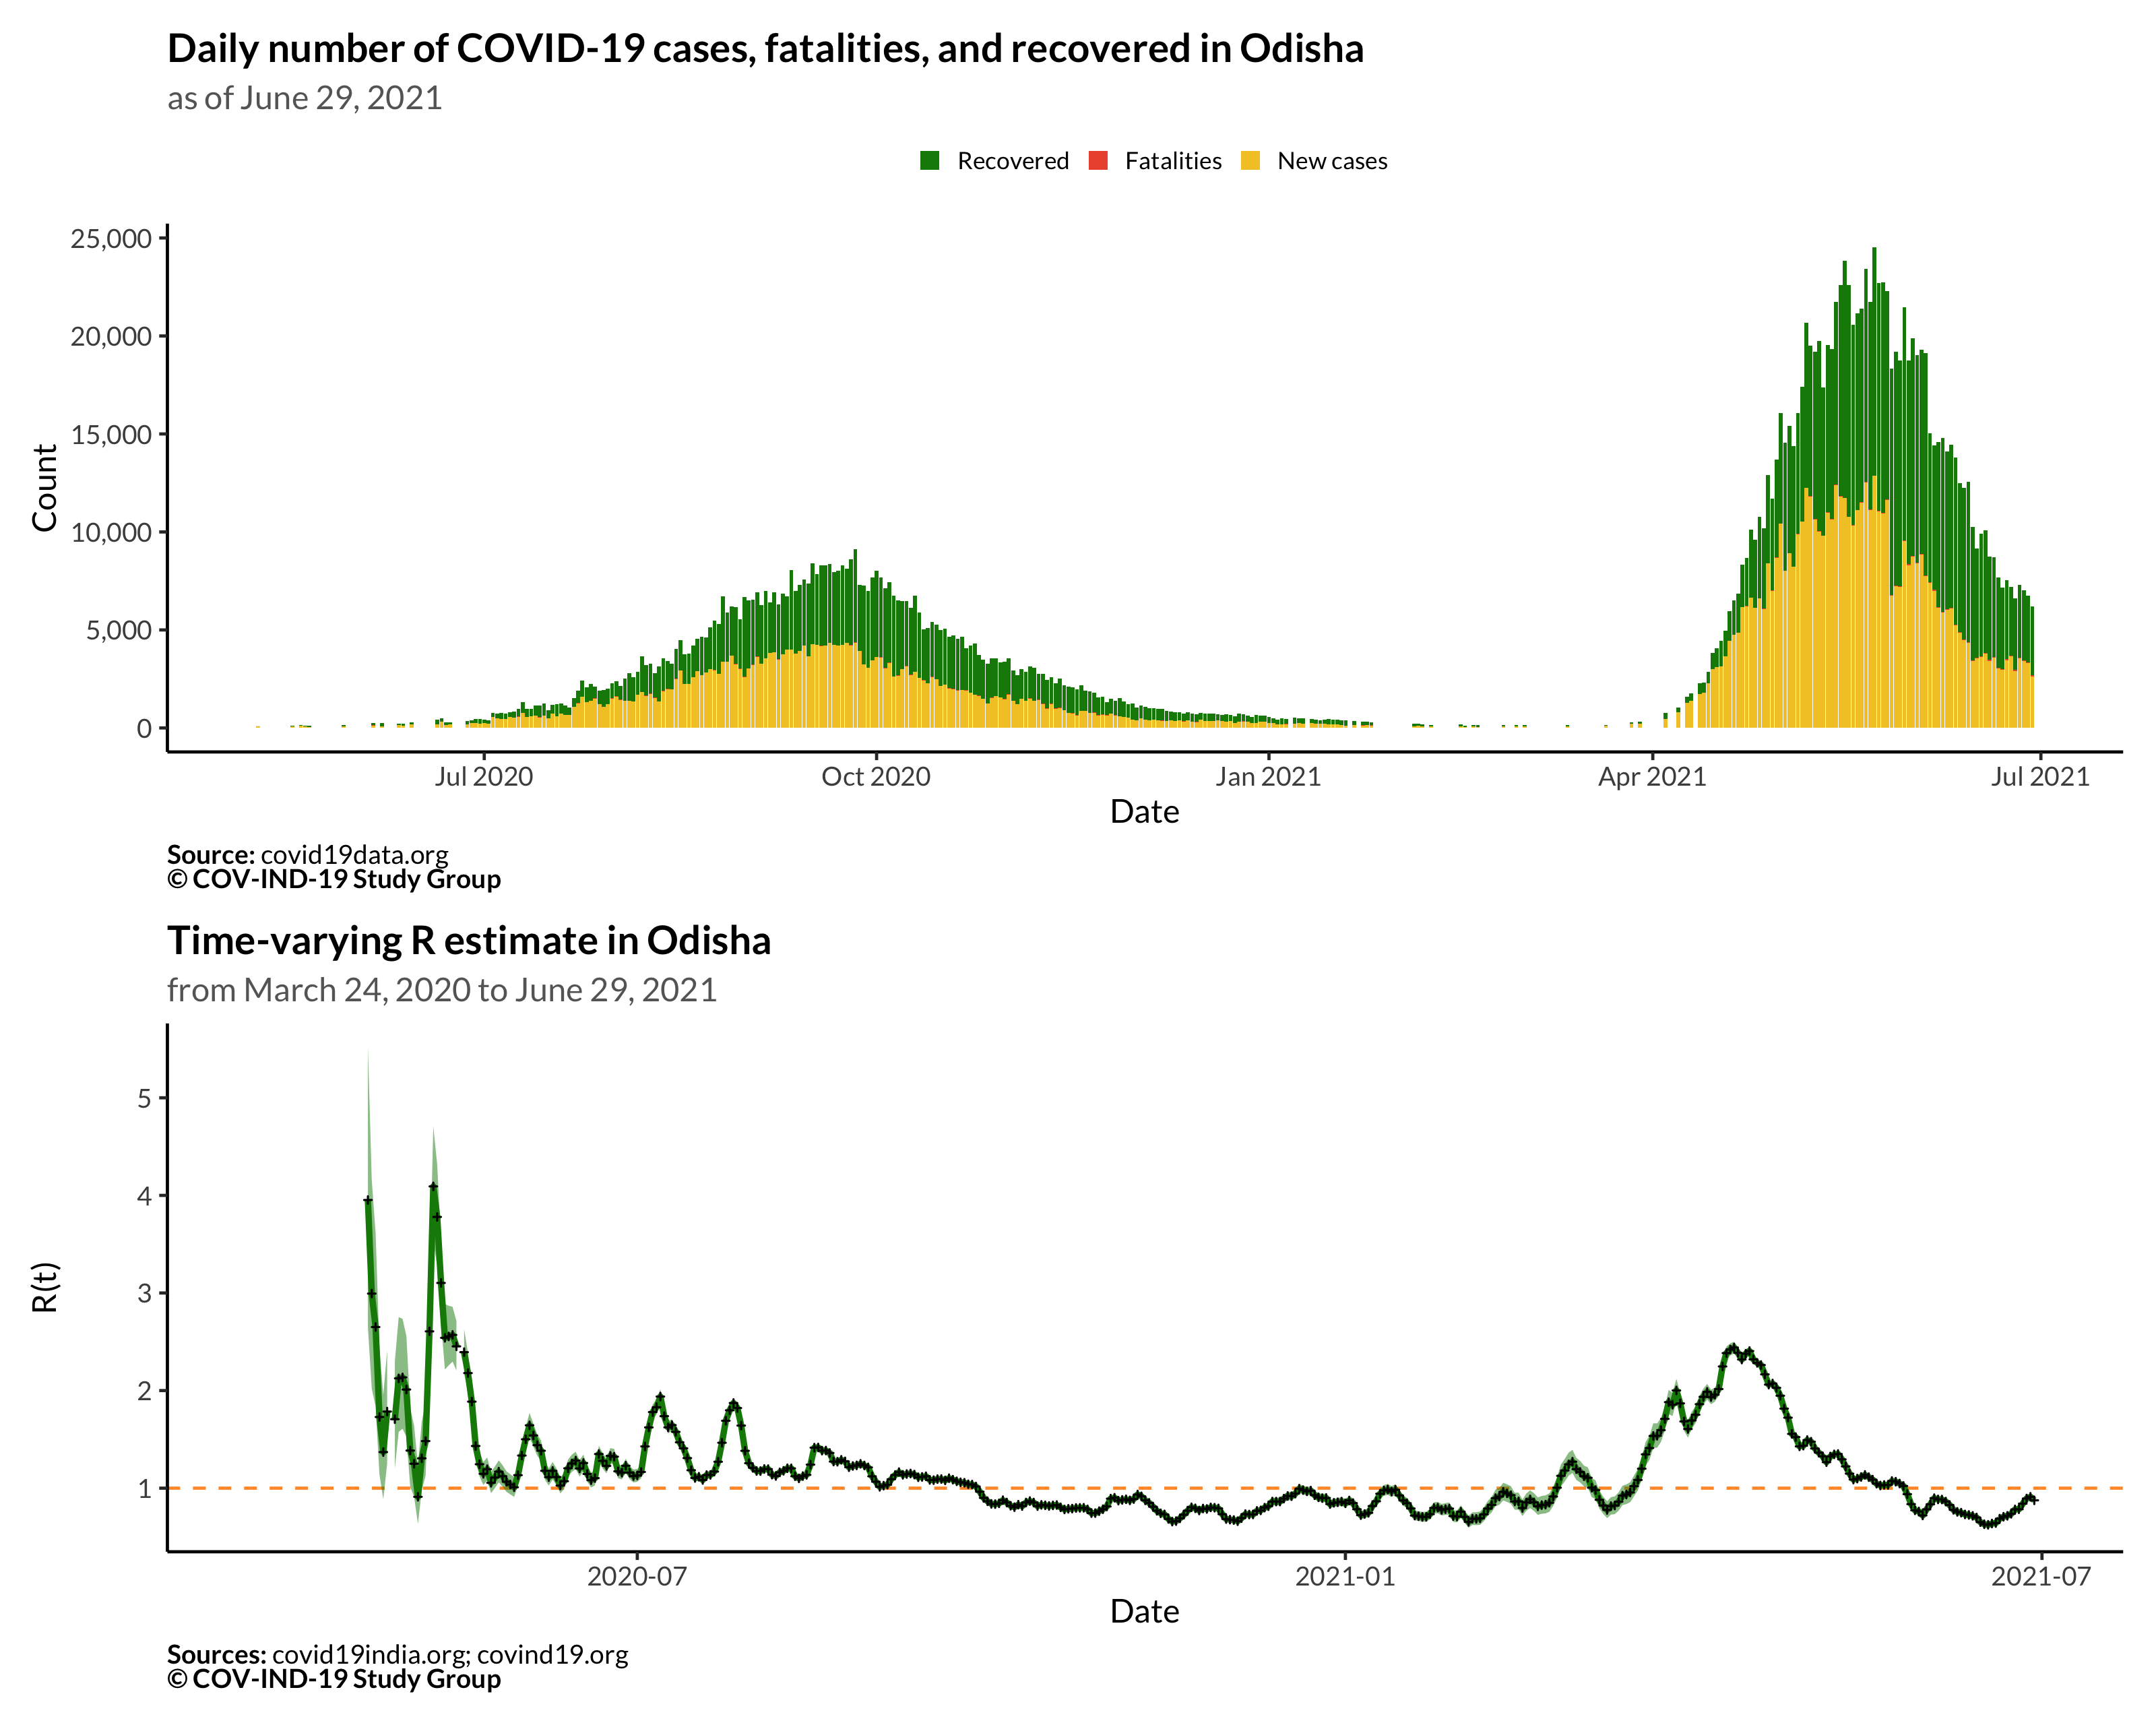 Daily number of COVID-19 cases, fatalities, and recovered in Odisha
as of June 29, 2021
Recovered Fatalities New cases
25,000
20,000
15,000
10,000
5,000
0
Count
Jul 2020 Oct 2020 Jan 2021 Apr 2021 Jul 2021
Date
Source: covid19data.org
© COV-IND-19 Study Group
Time-varying R estimate in Odisha
from March 24, 2020 to June 29, 2021
5
4
3
2
1
R(t)
2020-07 2021-01 2021-07
Date
Sources: covid19india.org; covind19.org
© COV-IND-19 Study Group